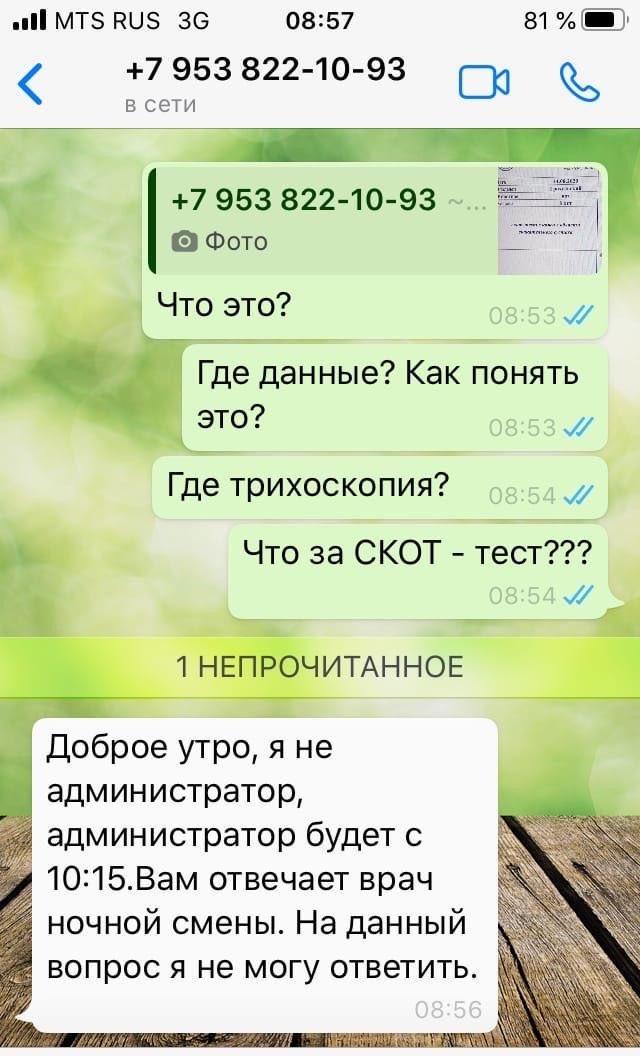 MTS RUS 3G 08:57 81 %
+7 953 822-10-93
в сети
+7 953 822-10-93 ~...
Фото
Что это?
08:53
Где данные? Как понять
это?
08:53
Где трихоскопия?
08:54
Что за СКОТ - тест???
08:54
1 НЕПРОЧИТАННОЕ
Доброе утро, я не
администратор,
администратор будет с
10:15.Вам отвечает врач
ночной смены. На данный
вопрос я не могу ответить.
08:56